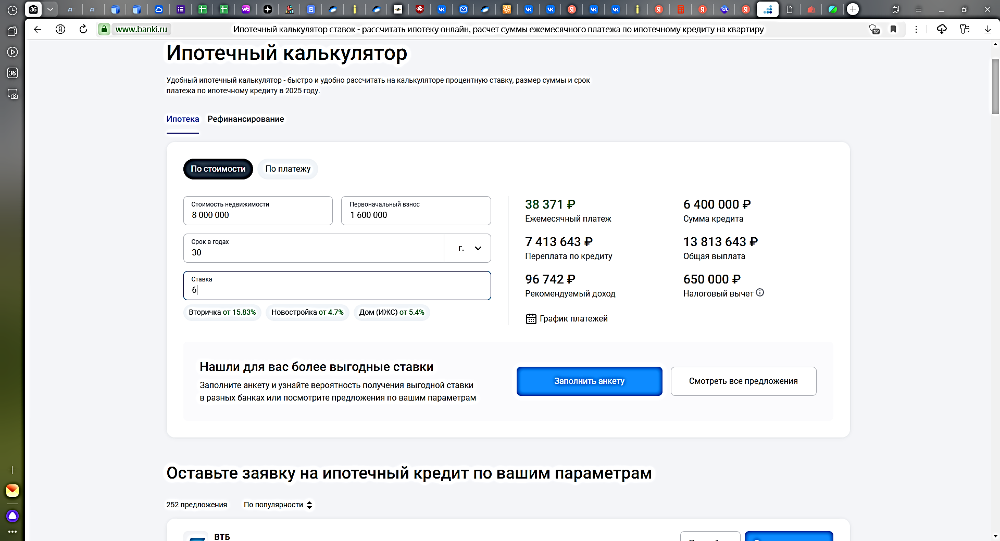 36
www.banki.ru
Ипотечный калькулятор ставок - рассчитать ипотеку онлайн, расчет суммы ежемесячного платежа по ипотечному кредиту на квартиру
12
36
wb
Ипотечный калькулятор
Удобный ипотечный калькулятор - быстро и удобно рассчитать на калькуляторе процентную ставку, размер суммы и срок
платежа по ипотечному кредиту в 2025 году.
Ипотека Рефинансирование
По стоимости По платежу
Стоимость недвижимости
8 000 000
Первоначальный взнос
1 600 000
Срок в годах
30
г.
Ставка
6
Вторичка от 15.83% Новостройка от 4.7% Дом (ИЖС) от 5.4%
38 371 ₽
Ежемесячный платеж
6 400 000 ₽
Сумма кредита
7 413 643 ₽
Переплата по кредиту
13 813 643 ₽
Общая выплата
96 742 ₽
Рекомендуемый доход
650 000 ₽
Налоговый вычет
График платежей
Нашли для вас более выгодные ставки
Заполните анкету и узнайте вероятность получения выгодной ставки
в разных банках или посмотрите предложения по вашим параметрам
Заполнить анкету
Смотреть все предложения
Оставьте заявку на ипотечный кредит по вашим параметрам
252 предложения По популярности
ВТБ